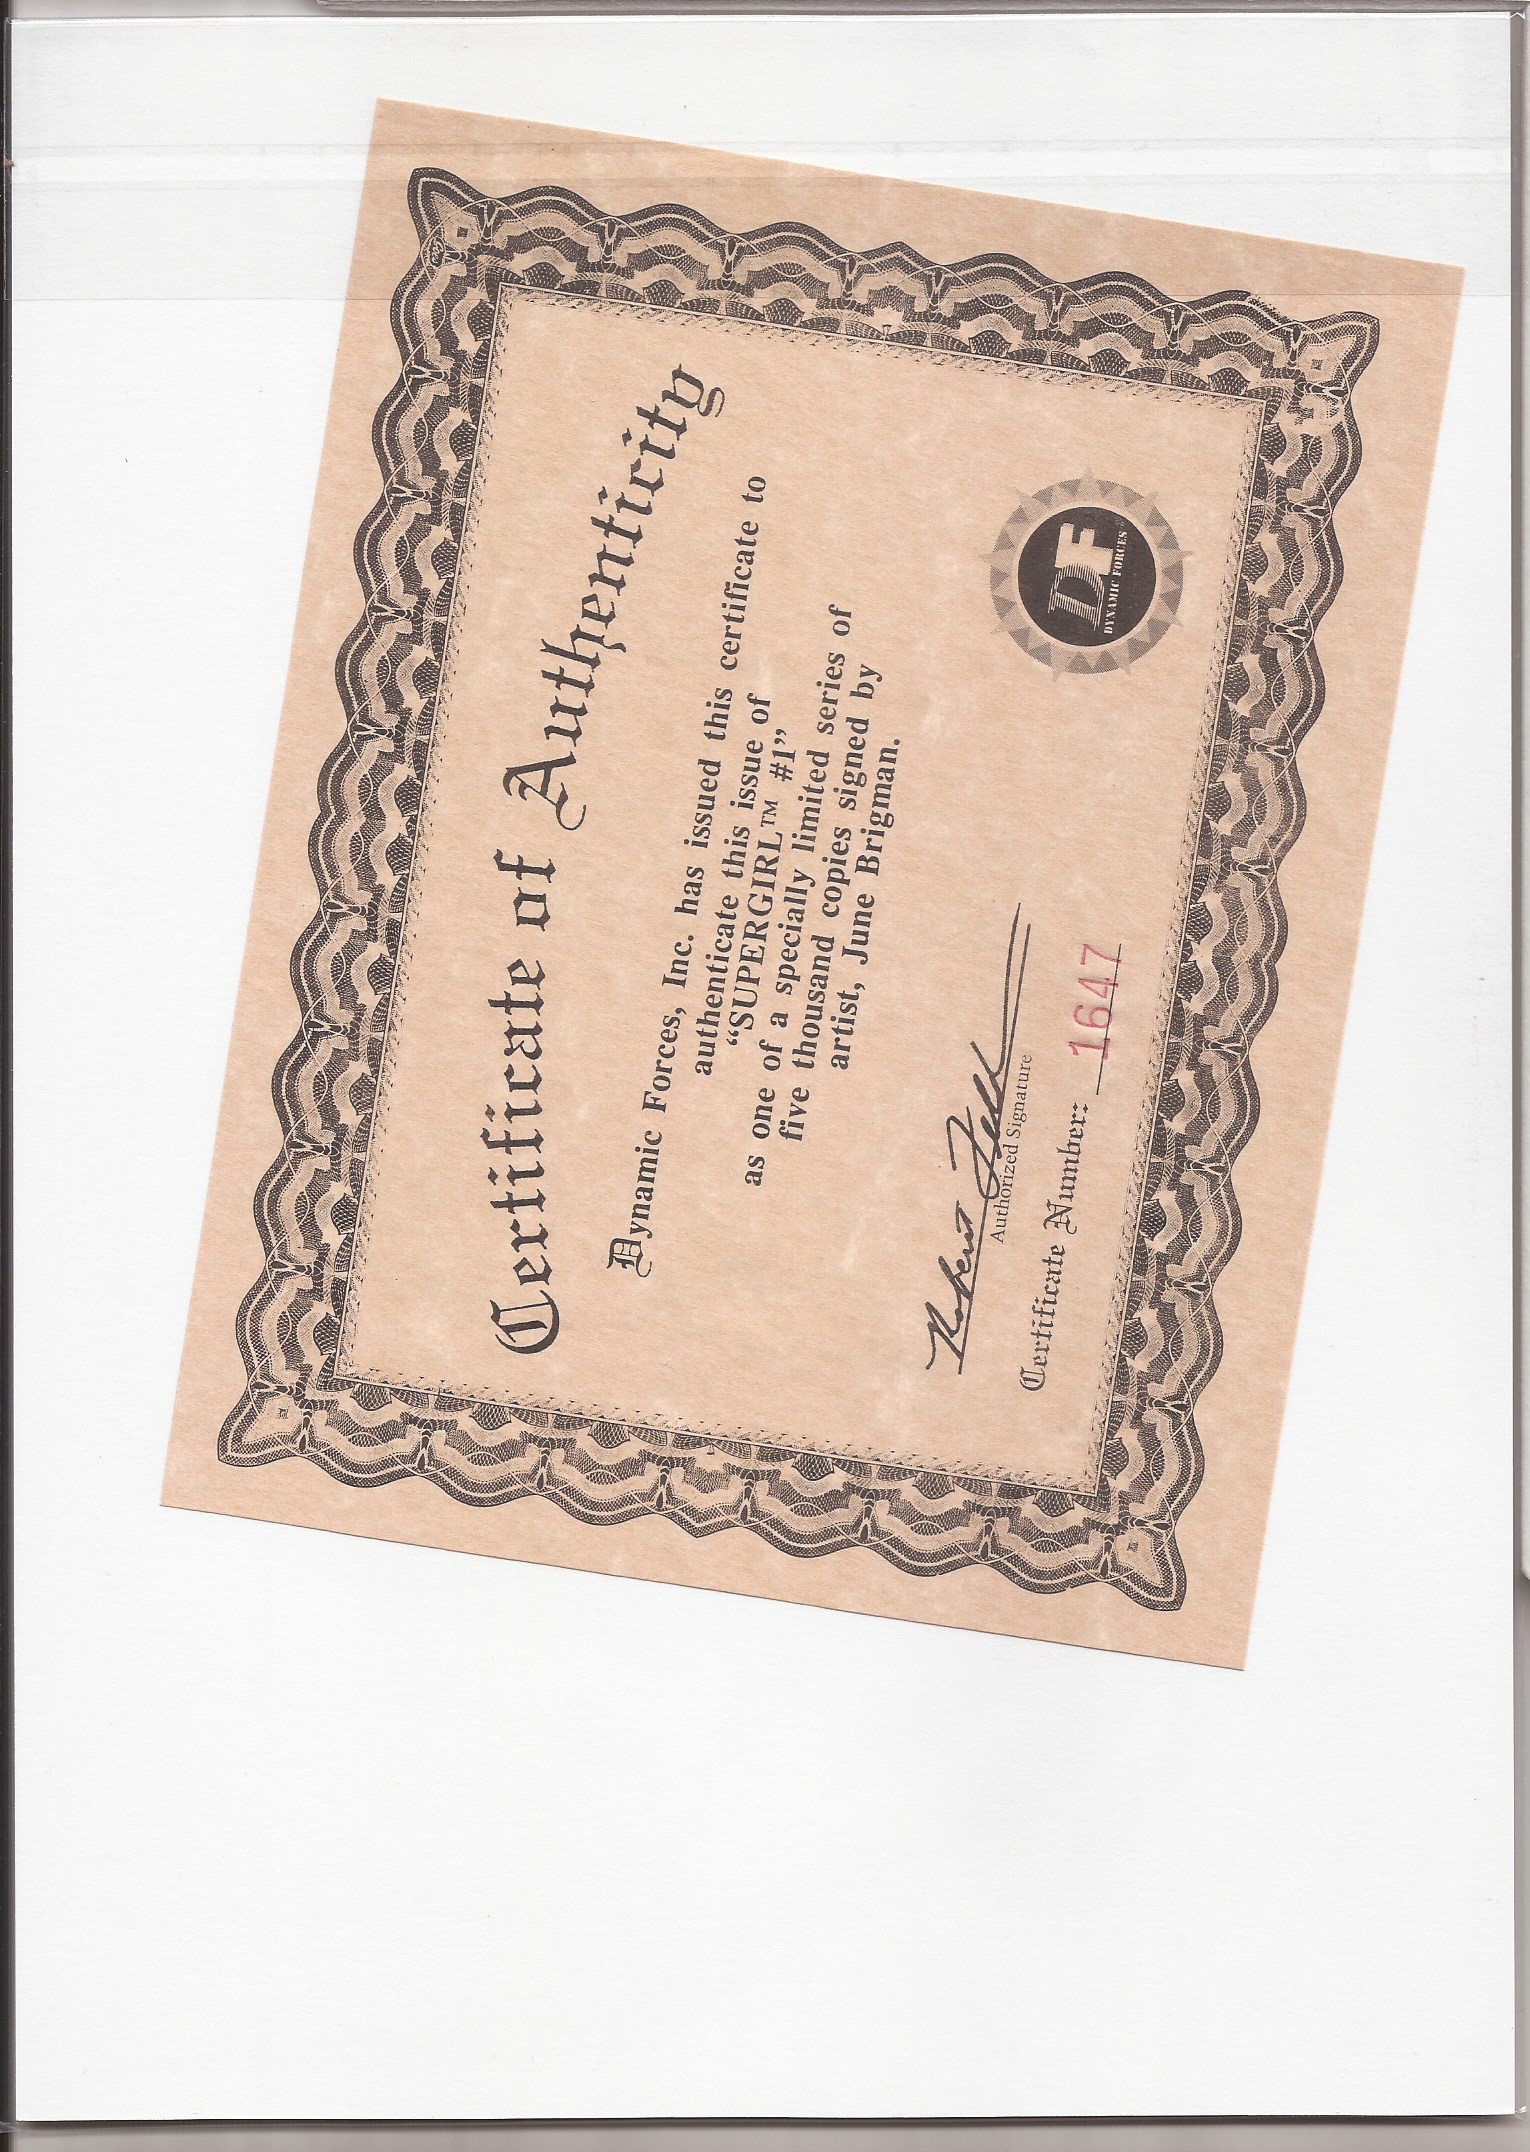 Certificate of Authenticity
Dynamic Forces, Inc. has issued this certificate to
authenticate this issue of
“SUPERGIRL™ #1”
as one of a specially limited series of
five thousand copies signed by
artist, June Brigman.
Robert
Authorized Signature
Certificate Number: 1647
DF
DYNAMIC FORCES®